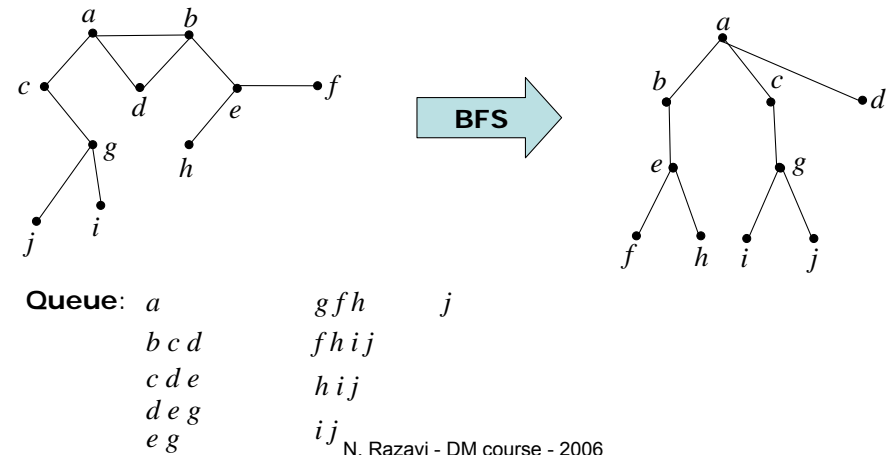 a b a
c d e f BFS b c d
g h e g
j i f h i j
Queue: a g f h j
b c d f h i j
c d e h i j
d e g
e g i j
N. Razavi - DM course - 2006